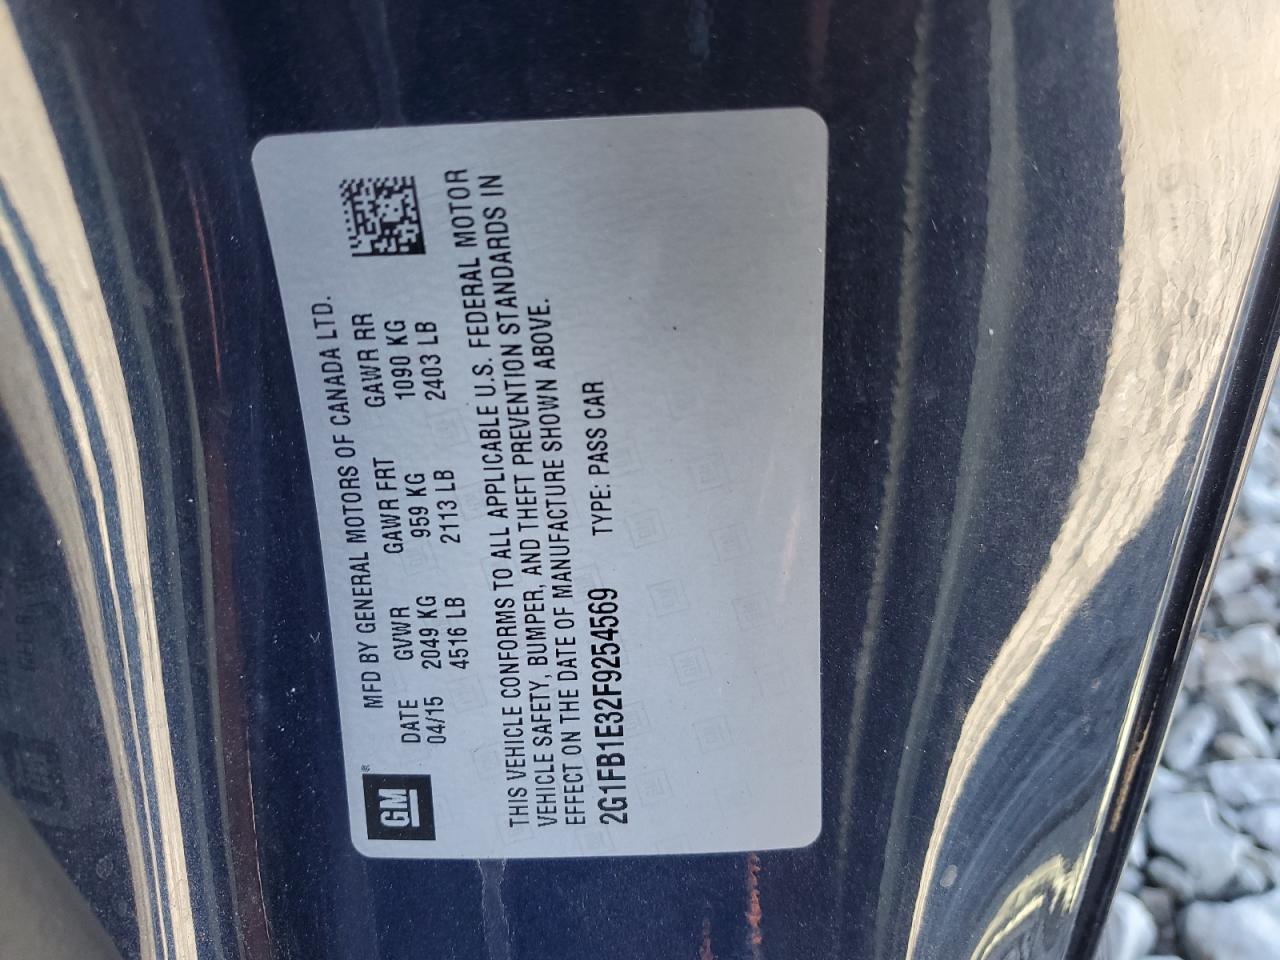 GM ®
MFD BY GENERAL MOTORS OF CANADA LTD.
DATE GVWR GAWR FRT GAWR RR
04/15 2049 KG 959 KG 1090 KG
4516 LB 2113 LB 2403 LB
THIS VEHICLE CONFORMS TO ALL APPLICABLE U.S. FEDERAL MOTOR
VEHICLE SAFETY, BUMPER, AND THEFT PREVENTION STANDARDS IN
EFFECT ON THE DATE OF MANUFACTURE SHOWN ABOVE.
2G1FB1E32F9254569 TYPE: PASS CAR